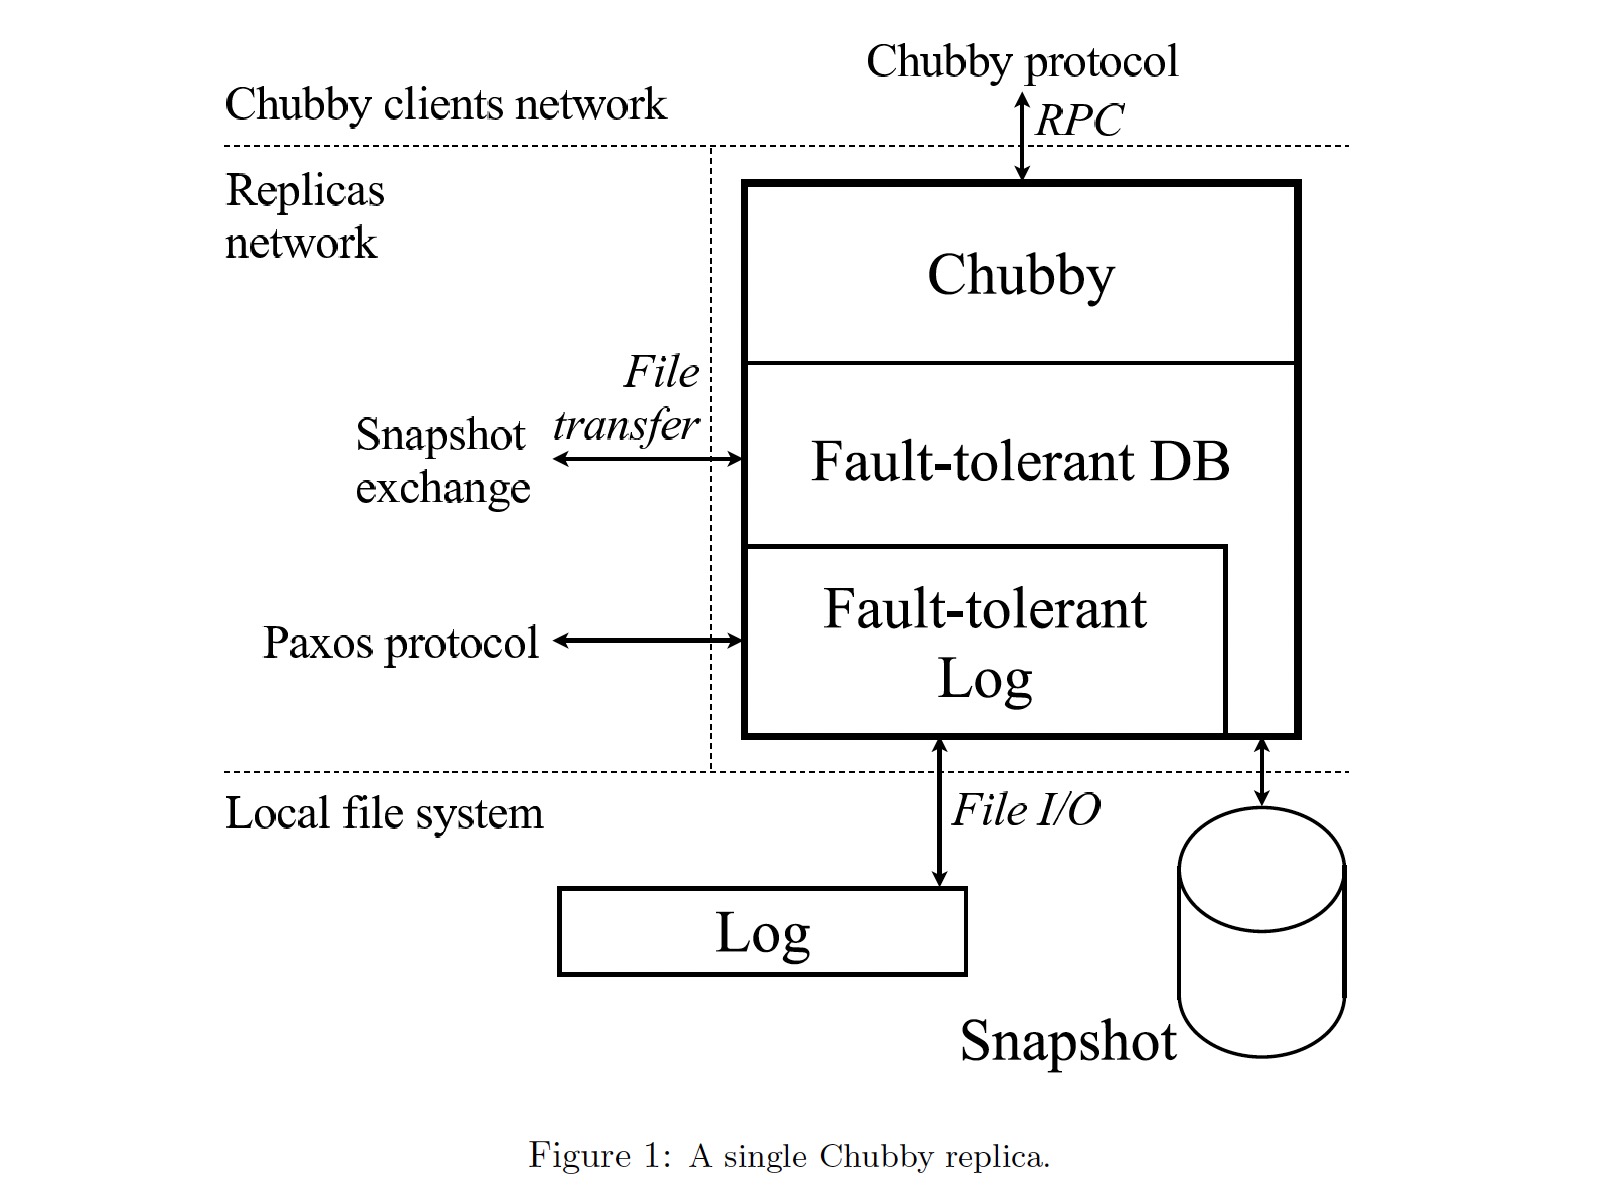 Chubby protocol
Chubby clients network
RPC
Replicas
network
Chubby
File
transfer
Snapshot
exchange
Fault-tolerant DB
Fault-tolerant
Log
Paxos protocol
Local file system
File I/O
Log
Snapshot
Figure 1: A single Chubby replica.